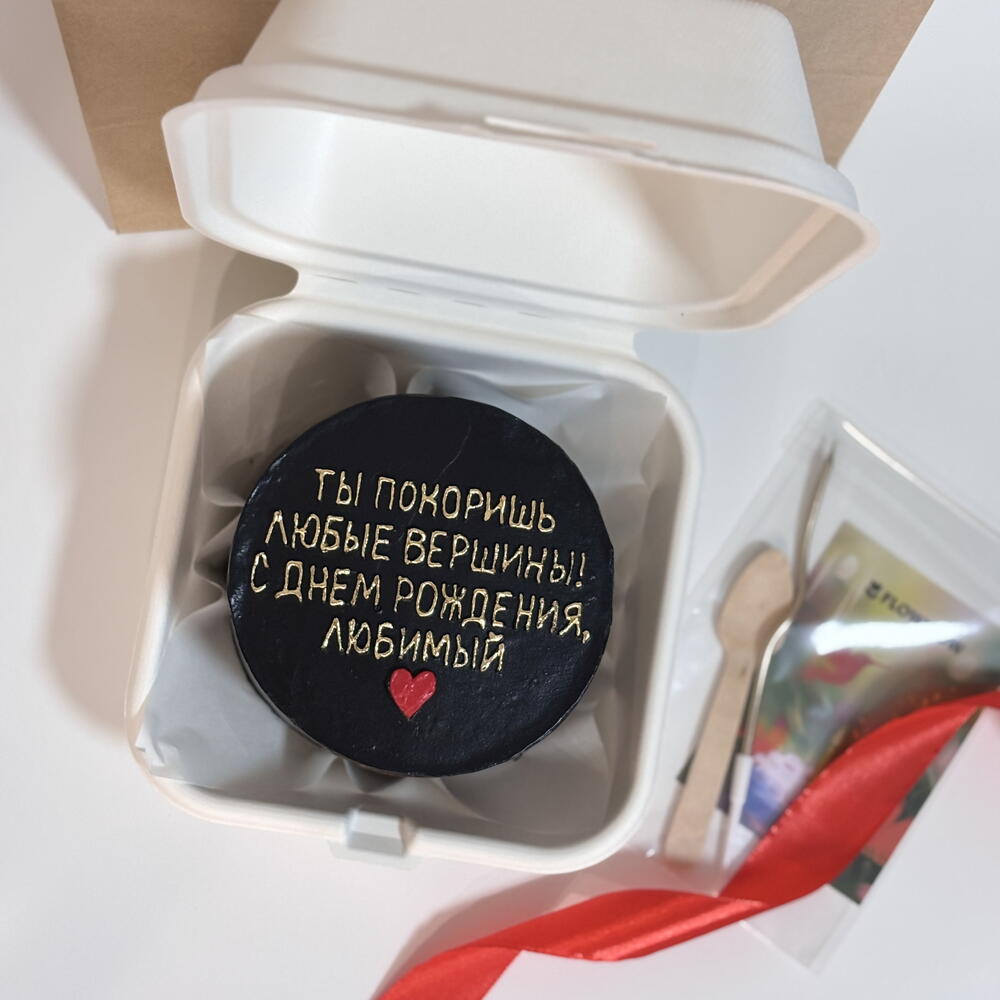 ТЫ ПОКОРИШЬ
ЛЮБЫЕ ВЕРШИНЫ!
С ДНЕМ РОЖДЕНИЯ,
ЛЮБИМЫЙ